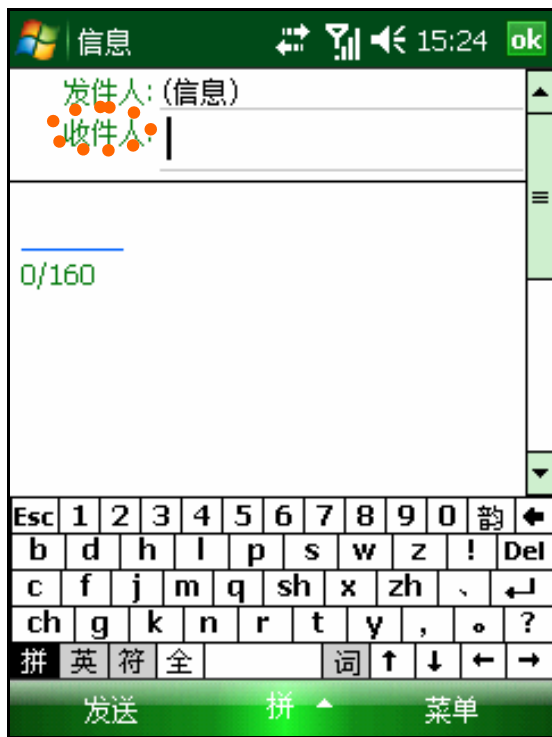 信息 15:24 ok
发件人: (信息)
收件人:
0/160
Esc 1 2 3 4 5 6 7 8 9 0 韵
b d h l p s w z ! Del
c f j m q sh x zh 、
ch g k n r t y , 。 ?
拼 英 符 全 词 ↑ ↓ ← →
发送 拼 菜单